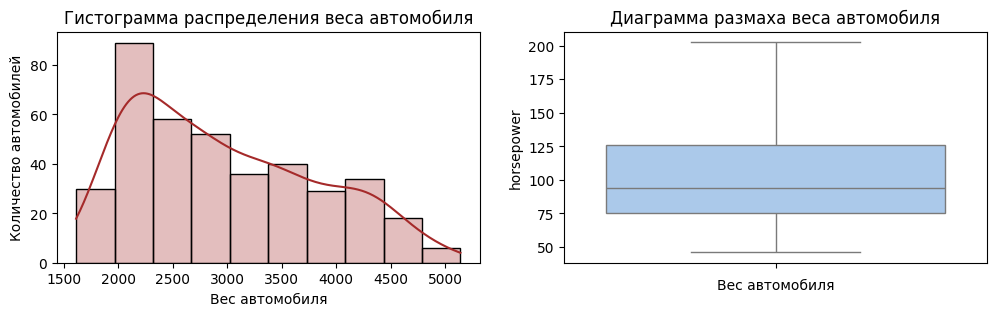 Гистограмма распределения веса автомобиля
Количество автомобилей
80
60
40
20
0
1500 2000 2500 3000 3500 4000 4500 5000
Вес автомобиля
Диаграмма размаха веса автомобиля
horsepower
200
175
150
125
100
75
50
Вес автомобиля